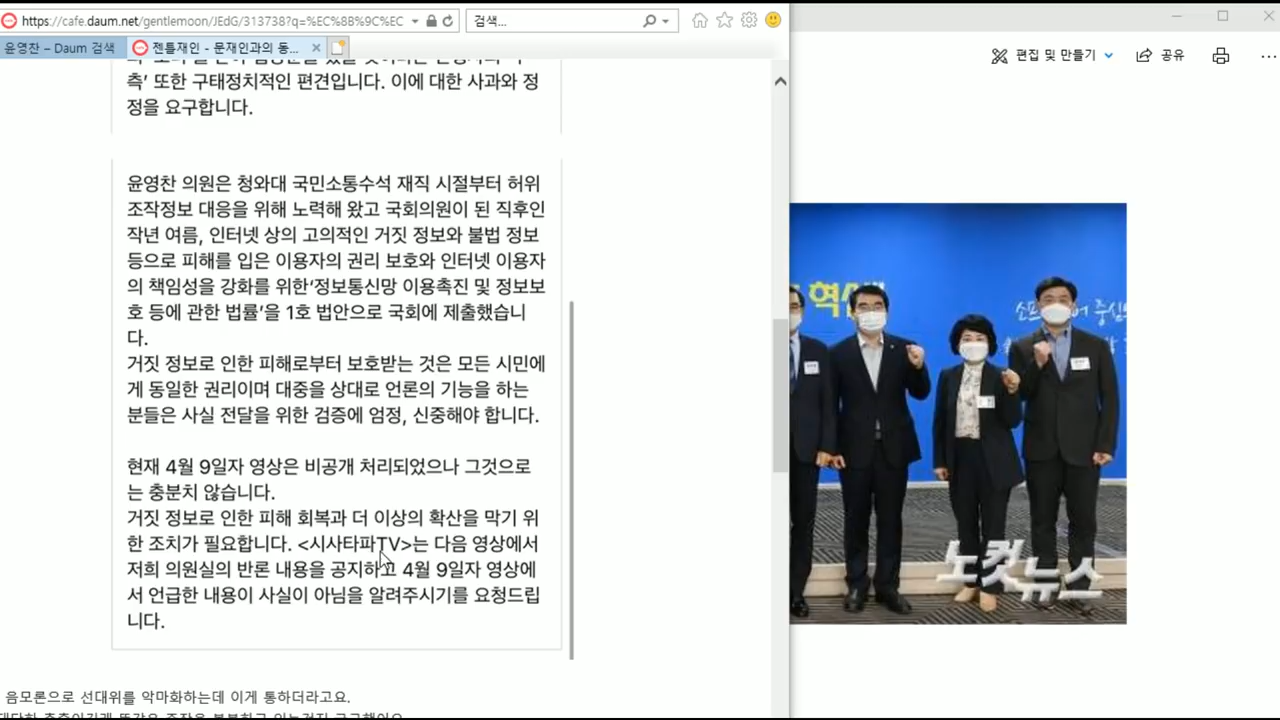 https://cafe.daum.net/gentlemoon/JEdG/313738?q=%EC%8B%9C%EC
검색...
윤영찬 – Daum 검색
젠틀재인 - 문재인과의 동...
편집 및 만들기
공유
측’ 또한 구태정치적인 편견입니다. 이에 대한 사과와 정
정을 요구합니다.
윤영찬 의원은 청와대 국민소통수석 재직 시절부터 허위
조작정보 대응을 위해 노력해 왔고 국회의원이 된 직후인
작년 여름, 인터넷 상의 고의적인 거짓 정보와 불법 정보
등으로 피해를 입은 이용자의 권리 보호와 인터넷 이용자
의 책임성을 강화를 위한‘정보통신망 이용촉진 및 정보보
호 등에 관한 법률’을 1호 법안으로 국회에 제출했습니
다.
거짓 정보로 인한 피해로부터 보호받는 것은 모든 시민에
게 동일한 권리이며 대중을 상대로 언론의 기능을 하는
분들은 사실 전달을 위한 검증에 엄정, 신중해야 합니다.
현재 4월 9일자 영상은 비공개 처리되었으나 그것으로
는 충분치 않습니다.
거짓 정보로 인한 피해 회복과 더 이상의 확산을 막기 위
한 조치가 필요합니다. <시사타파TV>는 다음 영상에서
저희 의원실의 반론 내용을 공지하고 4월 9일자 영상에
서 언급한 내용이 사실이 아님을 알려주시기를 요청드립
니다.
음모론으로 선대위를 악마화하는데 이게 통하더라고요.
혁신
중심
노컷
뉴스